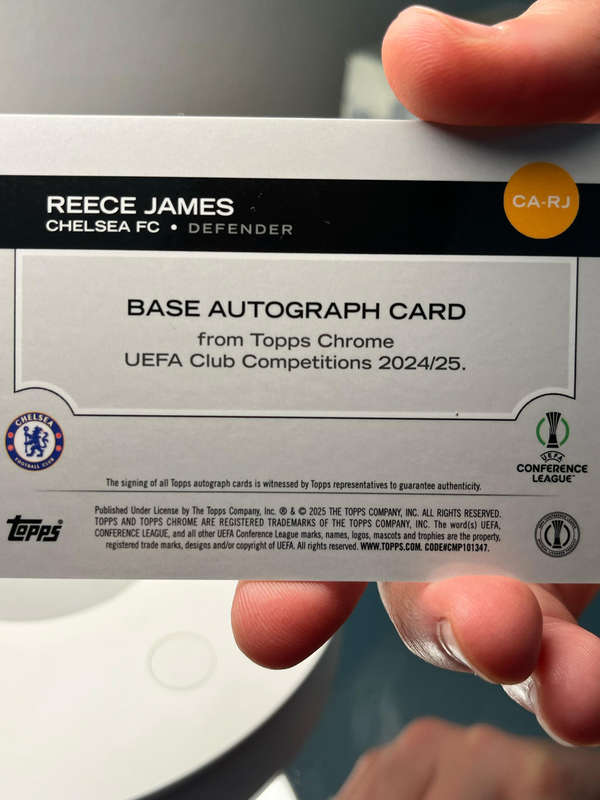 REECE JAMES
CHELSEA FC • DEFENDER
CA-RJ
BASE AUTOGRAPH CARD
from Topps Chrome
UEFA Club Competitions 2024/25.
CHELSEA
FOOTBALL CLUB
UEFA
CONFERENCE
LEAGUE™
The signing of all Topps autograph cards is witnessed by Topps representatives to guarantee authenticity.
topps®
Published Under License by The Topps Company, Inc. ® & © 2025 THE TOPPS COMPANY, INC. ALL RIGHTS RESERVED.
TOPPS AND TOPPS CHROME ARE REGISTERED TRADEMARKS OF THE TOPPS COMPANY, INC. The word(s) UEFA,
CONFERENCE LEAGUE, and all other UEFA Conference League marks, names, logos, mascots and trophies are the property,
registered trade marks, designs and/or copyright of UEFA. All rights reserved. WWW.TOPPS.COM. CODE#CMP101347.